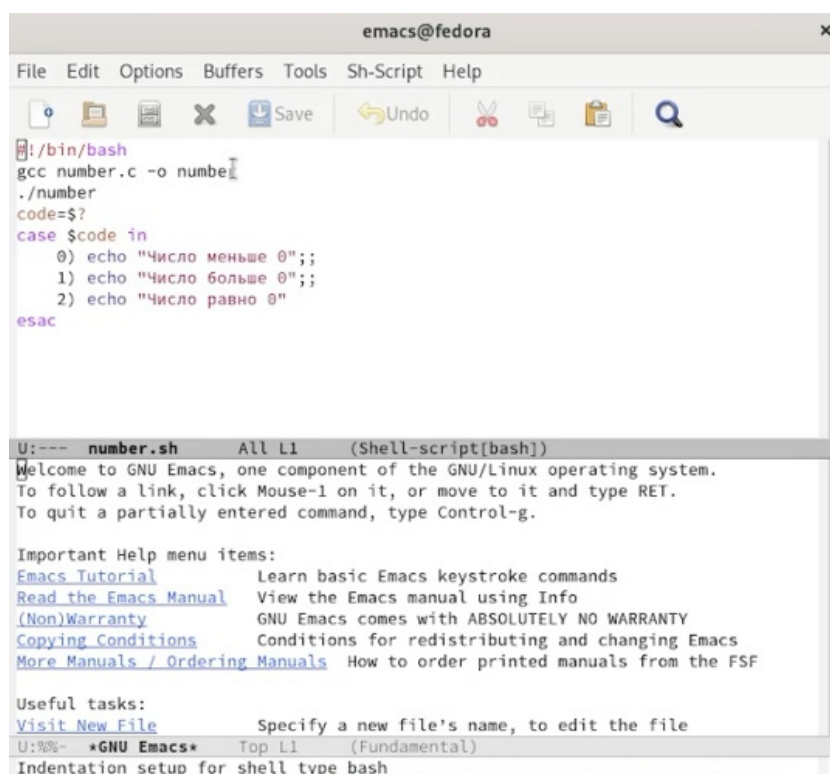 emacs@fedora
File Edit Options Buffers Tools Sh-Script Help
Save Undo
#!/bin/bash
gcc number.c -o number
./number
code=$?
case $code in
    0) echo "Число меньше 0";;
    1) echo "Число больше 0";;
    2) echo "Число равно 0"
esac
U:--- number.sh All L1 (Shell-script[bash])
Welcome to GNU Emacs, one component of the GNU/Linux operating system.
To follow a link, click Mouse-1 on it, or move to it and type RET.
To quit a partially entered command, type Control-g.
Important Help menu items:
Emacs Tutorial Learn basic Emacs keystroke commands
Read the Emacs Manual View the Emacs manual using Info
(Non)Warranty GNU Emacs comes with ABSOLUTELY NO WARRANTY
Copying Conditions Conditions for redistributing and changing Emacs
More Manuals / Ordering Manuals How to order printed manuals from the FSF
Useful tasks:
Visit New File Specify a new file's name, to edit the file
U:%%- *GNU Emacs* Top L1 (Fundamental)
Indentation setup for shell type bash